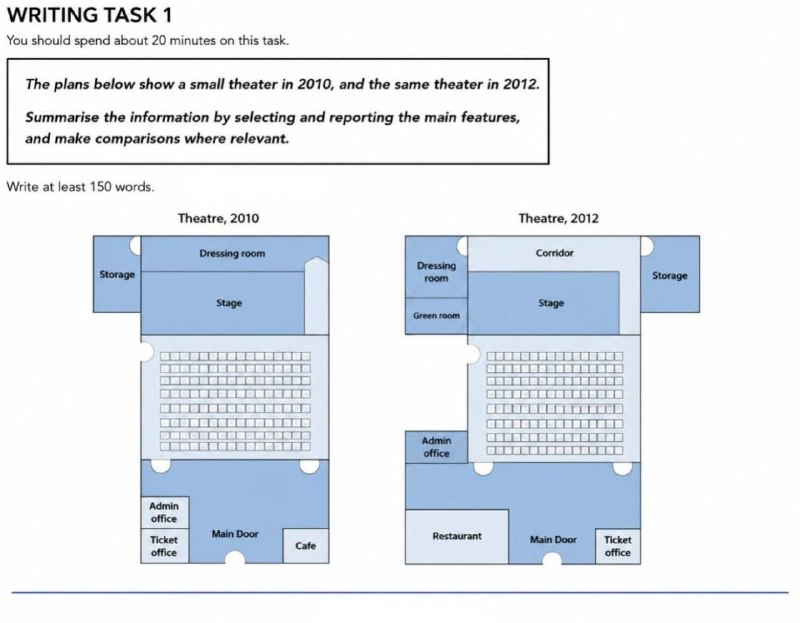 WRITING TASK 1
You should spend about 20 minutes on this task.
The plans below show a small theater in 2010, and the same theater in 2012.
Summarise the information by selecting and reporting the main features,
and make comparisons where relevant.
Write at least 150 words.
Theatre, 2010
Storage
Dressing room
Stage
Admin
office
Ticket
office
Main Door
Cafe
Theatre, 2012
Dressing
room
Green room
Corridor
Stage
Storage
Admin
office
Restaurant
Main Door
Ticket
office